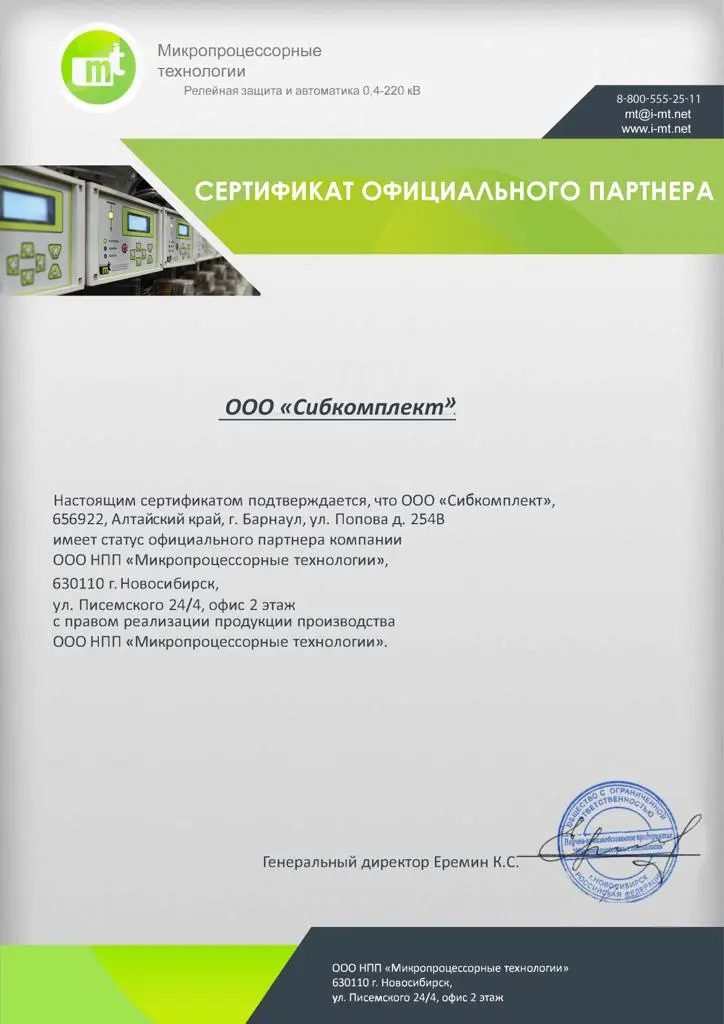 mt
Микропроцессорные
технологии
Релейная защита и автоматика 0,4-220 кВ
8-800-555-25-11
mt@i-mt.net
www.i-mt.net
СЕРТИФИКАТ ОФИЦИАЛЬНОГО ПАРТНЕРА
ООО «Сибкомплект»
Настоящим сертификатом подтверждается, что ООО «Сибкомплект»,
656922, Алтайский край, г. Барнаул, ул. Попова д. 254В
имеет статус официального партнера компании
ООО НПП «Микропроцессорные технологии»,
630110 г. Новосибирск,
ул. Писемского 24/4, офис 2 этаж
с правом реализации продукции производства
ООО НПП «Микропроцессорные технологии».
ОБЩЕСТВО С ОГРАНИЧЕННОЙ
ОТВЕТСТВЕННОСТЬЮ
Научно-производственное предприятие
Генеральный директор Еремин К.С.
г. НОВОСИБИРСК
РОССИЙСКАЯ ФЕДЕРАЦИЯ
ООО НПП «Микропроцессорные технологии»
630110 г. Новосибирск,
ул. Писемского 24/4, офис 2 этаж